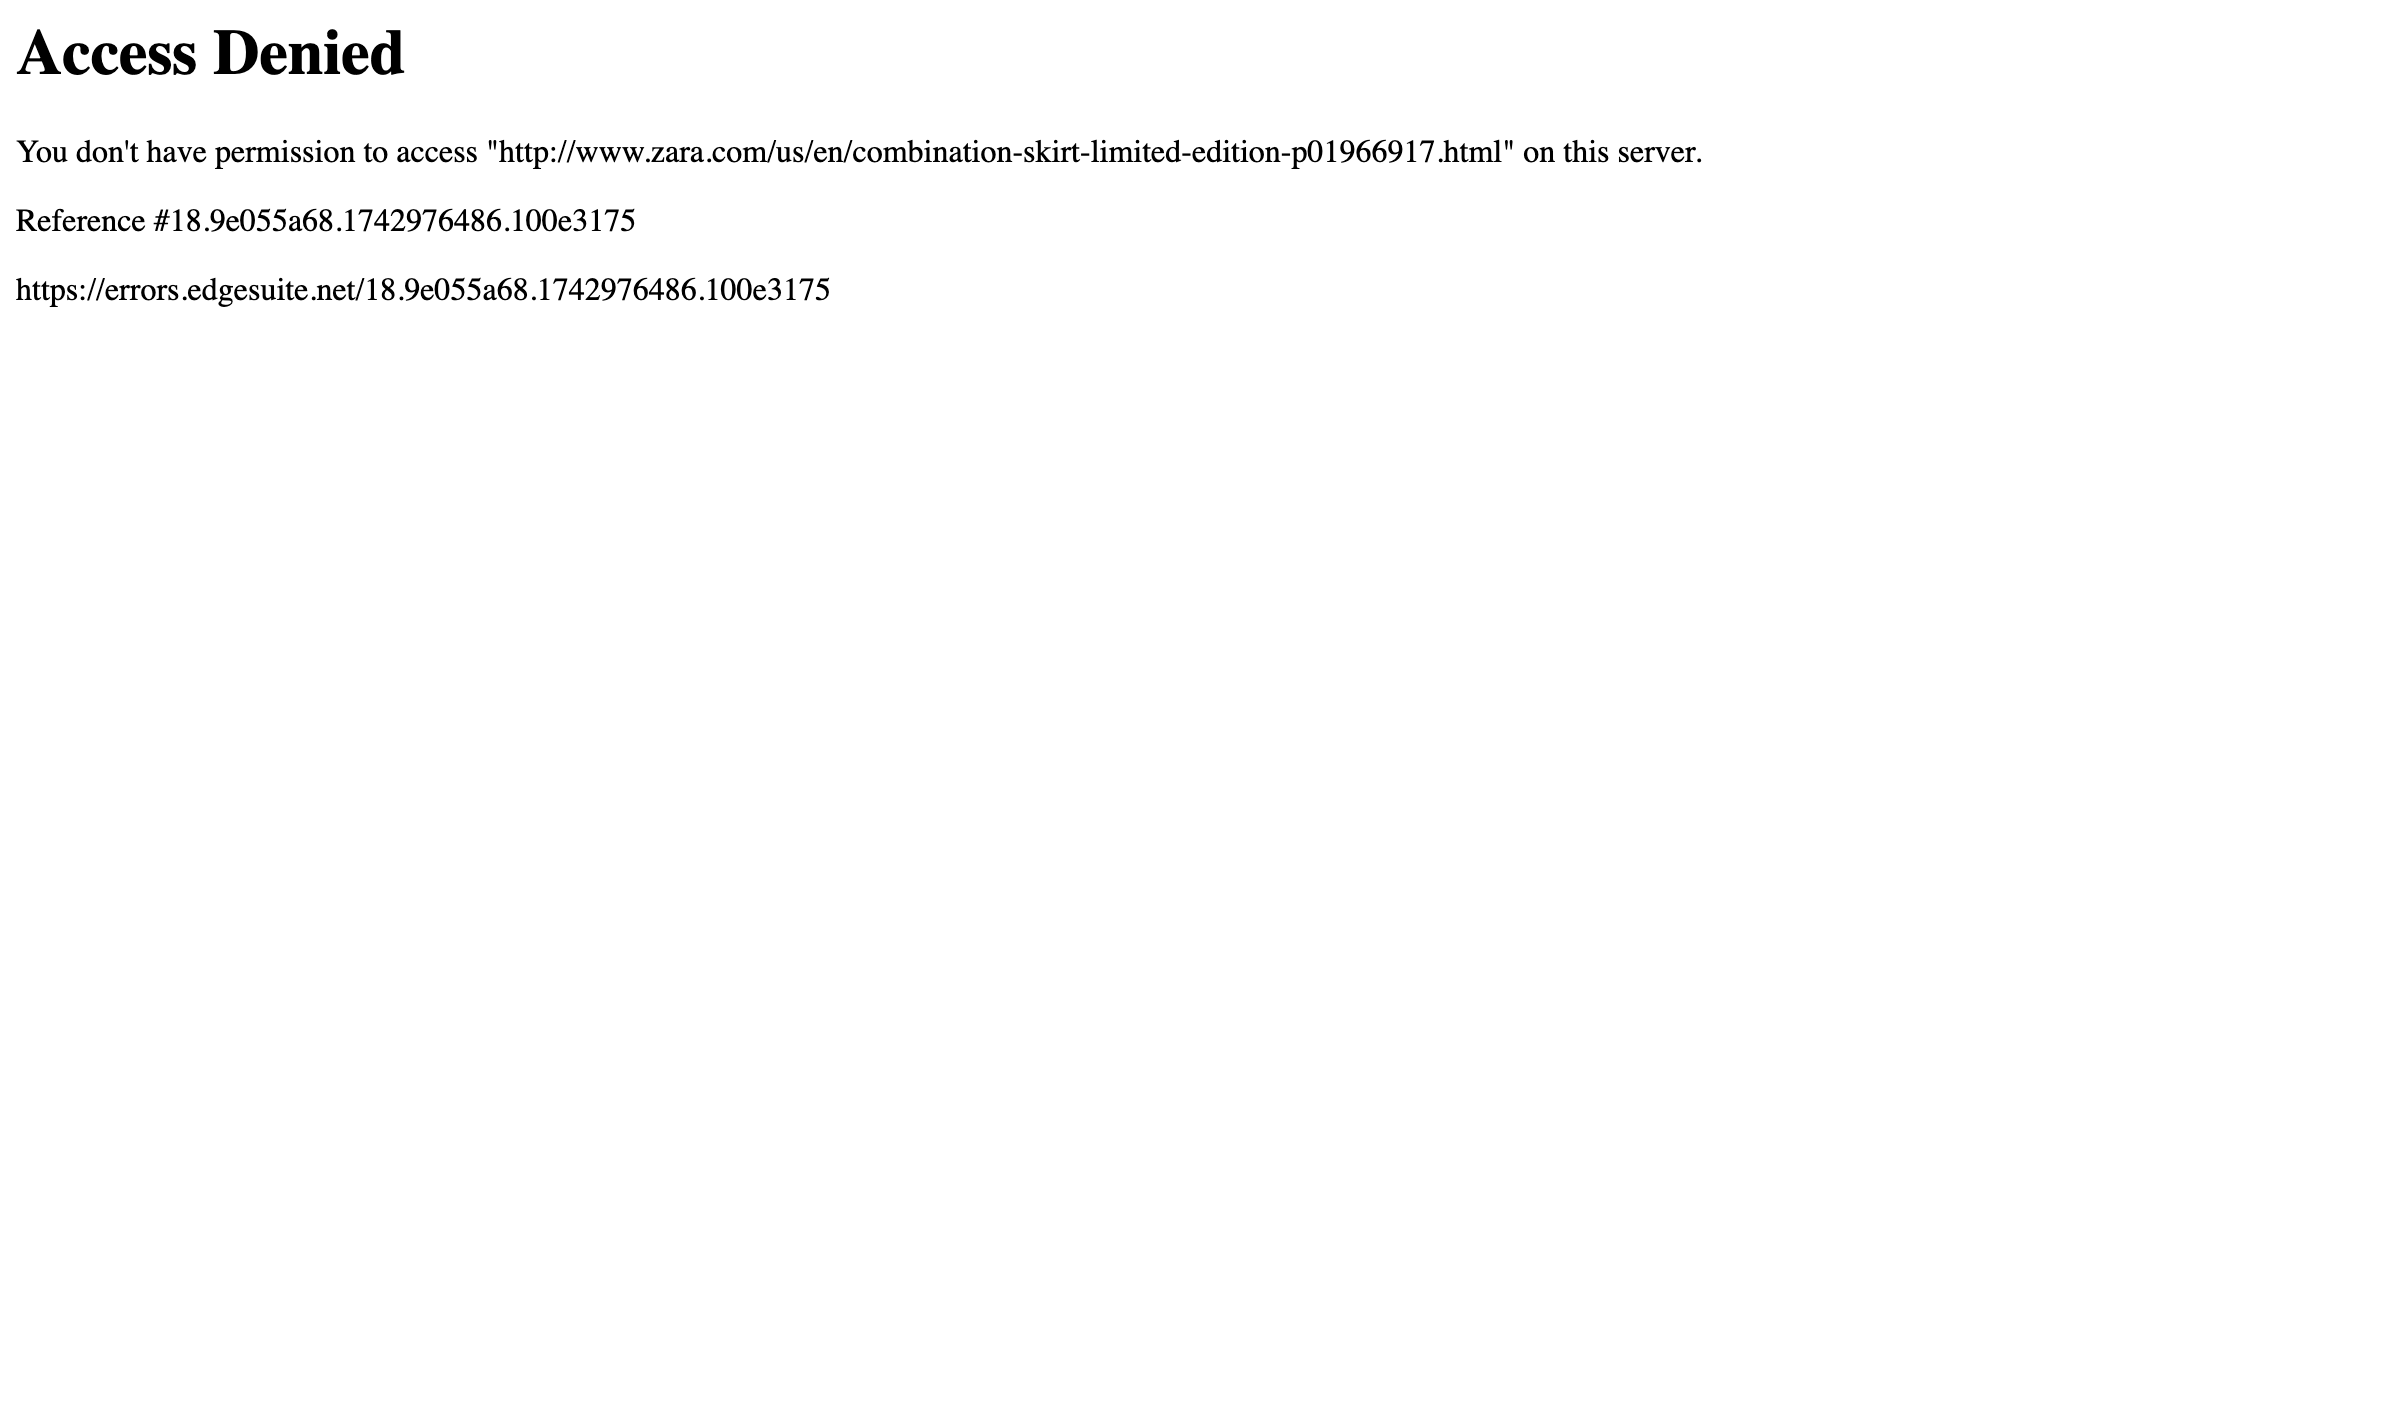 Access Denied
You don't have permission to access "http://www.zara.com/us/en/combination-skirt-limited-edition-p01966917.html" on this server.
Reference #18.9e055a68.1742976486.100e3175
https://errors.edgesuite.net/18.9e055a68.1742976486.100e3175